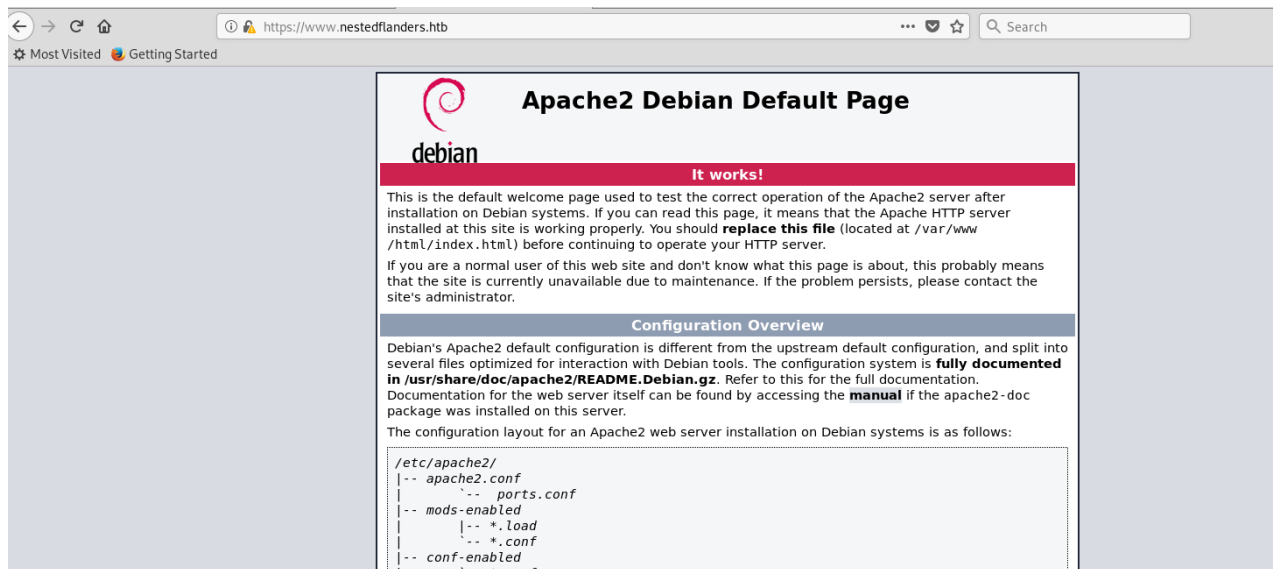 https://www.nestedflanders.htb
Search
Most Visited
Getting Started
debian
Apache2 Debian Default Page
It works!
This is the default welcome page used to test the correct operation of the Apache2 server after
installation on Debian systems. If you can read this page, it means that the Apache HTTP server
installed at this site is working properly. You should replace this file (located at /var/www
/html/index.html) before continuing to operate your HTTP server.
If you are a normal user of this web site and don't know what this page is about, this probably means
that the site is currently unavailable due to maintenance. If the problem persists, please contact the
site's administrator.
Configuration Overview
Debian's Apache2 default configuration is different from the upstream default configuration, and split into
several files optimized for interaction with Debian tools. The configuration system is fully documented
in /usr/share/doc/apache2/README.Debian.gz. Refer to this for the full documentation.
Documentation for the web server itself can be found by accessing the manual if the apache2-doc
package was installed on this server.
The configuration layout for an Apache2 web server installation on Debian systems is as follows:
/etc/apache2/
|-- apache2.conf
|       `--  ports.conf
|-- mods-enabled
|       |-- *.load
|       `-- *.conf
|-- conf-enabled